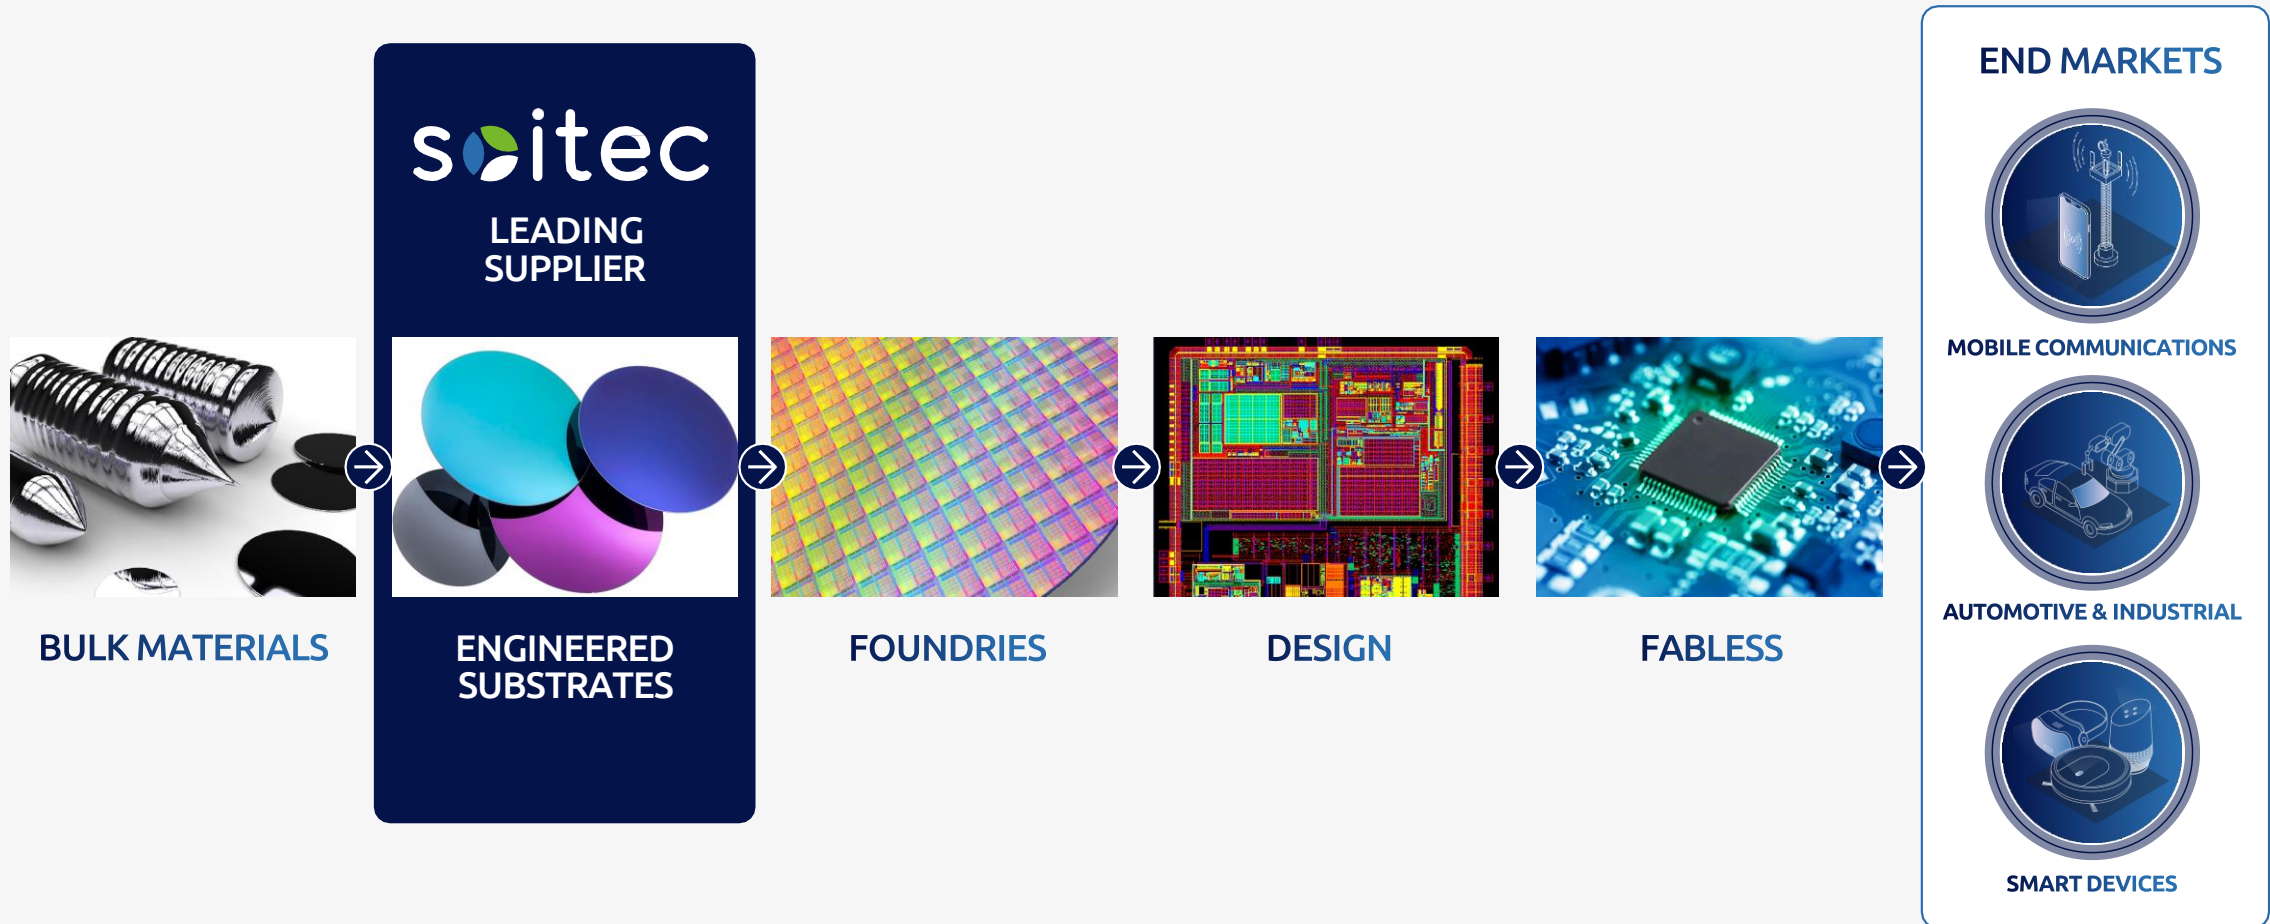 soitec
LEADING
SUPPLIER
BULK MATERIALS
ENGINEERED
SUBSTRATES
FOUNDRIES
DESIGN
FABLESS
END MARKETS
MOBILE COMMUNICATIONS
AUTOMOTIVE & INDUSTRIAL
SMART DEVICES